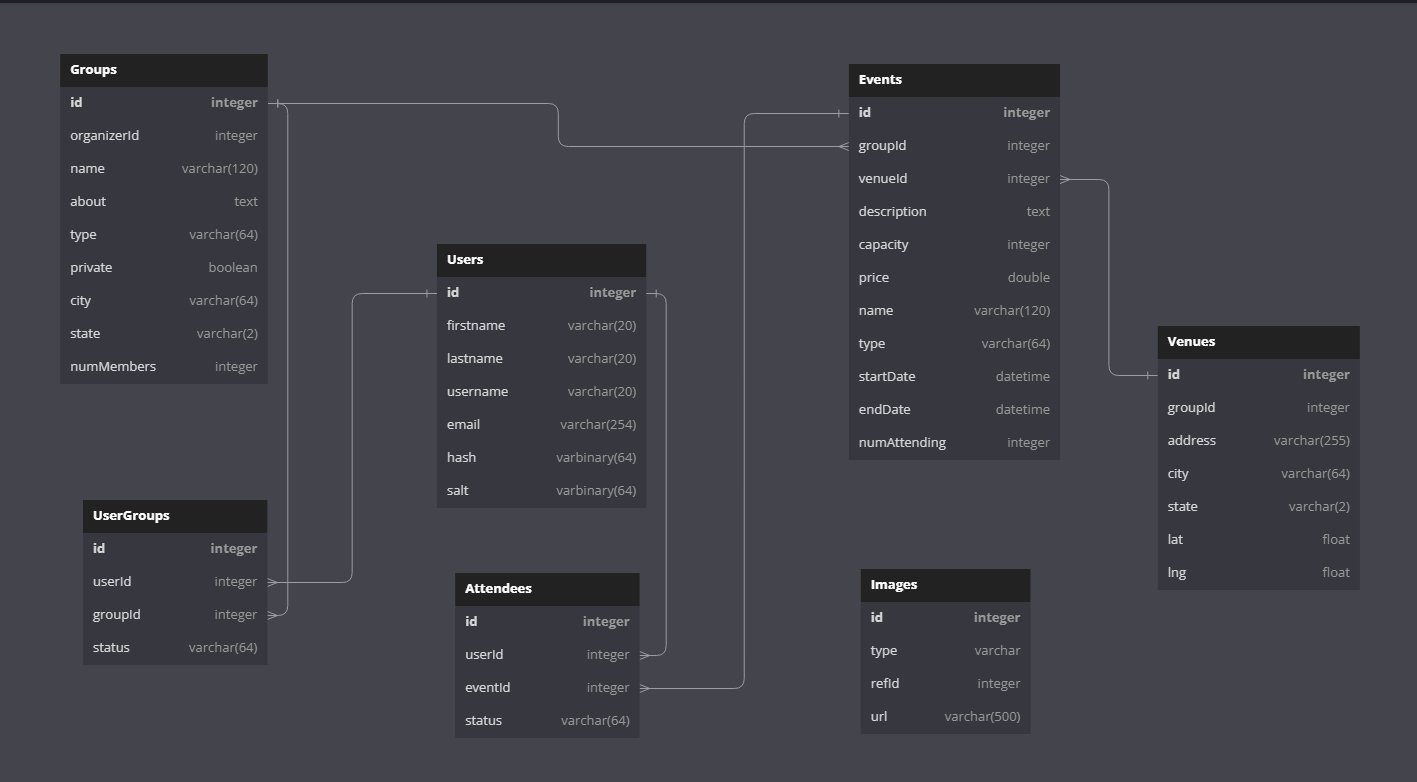 Groups
id integer
organizerId integer
name varchar(120)
about text
type varchar(64)
private boolean
city varchar(64)
state varchar(2)
numMembers integer
Users
id integer
firstname varchar(20)
lastname varchar(20)
username varchar(20)
email varchar(254)
hash varbinary(64)
salt varbinary(64)
Events
id integer
groupId integer
venueId integer
description text
capacity integer
price double
name varchar(120)
type varchar(64)
startDate datetime
endDate datetime
numAttending integer
Venues
id integer
groupId integer
address varchar(255)
city varchar(64)
state varchar(2)
lat float
lng float
UserGroups
id integer
userId integer
groupId integer
status varchar(64)
Attendees
id integer
userId integer
eventId integer
status varchar(64)
Images
id integer
type varchar
refId integer
url varchar(500)